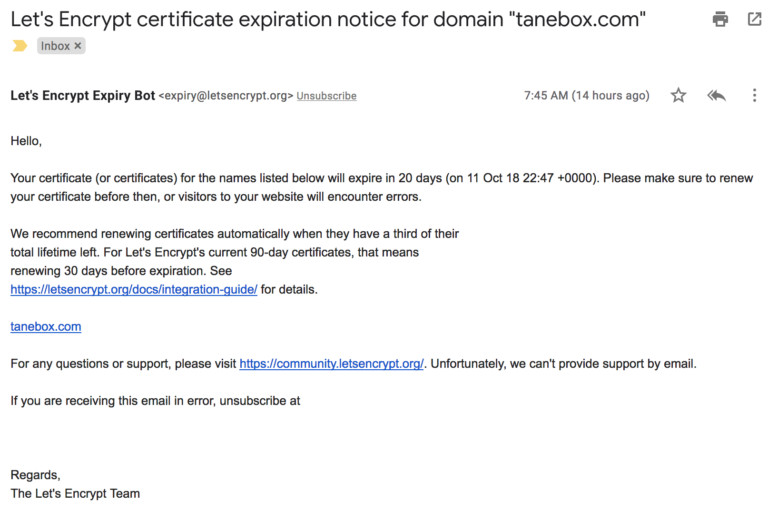 Let's Encrypt certificate expiration notice for domain "tanebox.com"
Inbox ×
Let's Encrypt Expiry Bot <expiry@letsencrypt.org> Unsubscribe 7:45 AM (14 hours ago)
Hello,
Your certificate (or certificates) for the names listed below will expire in 20 days (on 11 Oct 18 22:47 +0000). Please make sure to renew
your certificate before then, or visitors to your website will encounter errors.
We recommend renewing certificates automatically when they have a third of their
total lifetime left. For Let's Encrypt's current 90-day certificates, that means
renewing 30 days before expiration. See
https://letsencrypt.org/docs/integration-guide/ for details.
tanebox.com
For any questions or support, please visit https://community.letsencrypt.org/. Unfortunately, we can't provide support by email.
If you are receiving this email in error, unsubscribe at
Regards,
The Let's Encrypt Team